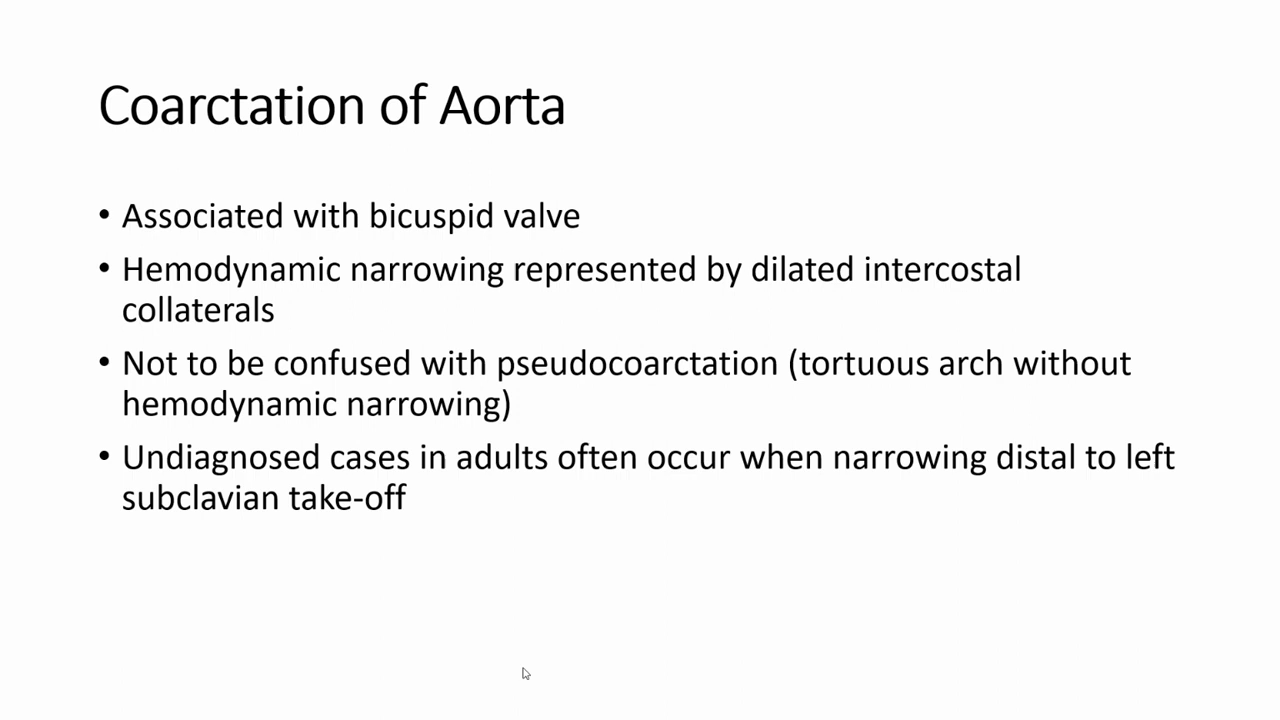 Coarctation of Aorta
• Associated with bicuspid valve
• Hemodynamic narrowing represented by dilated intercostal
collaterals
• Not to be confused with pseudocoarctation (tortuous arch without
hemodynamic narrowing)
• Undiagnosed cases in adults often occur when narrowing distal to left
subclavian take-off